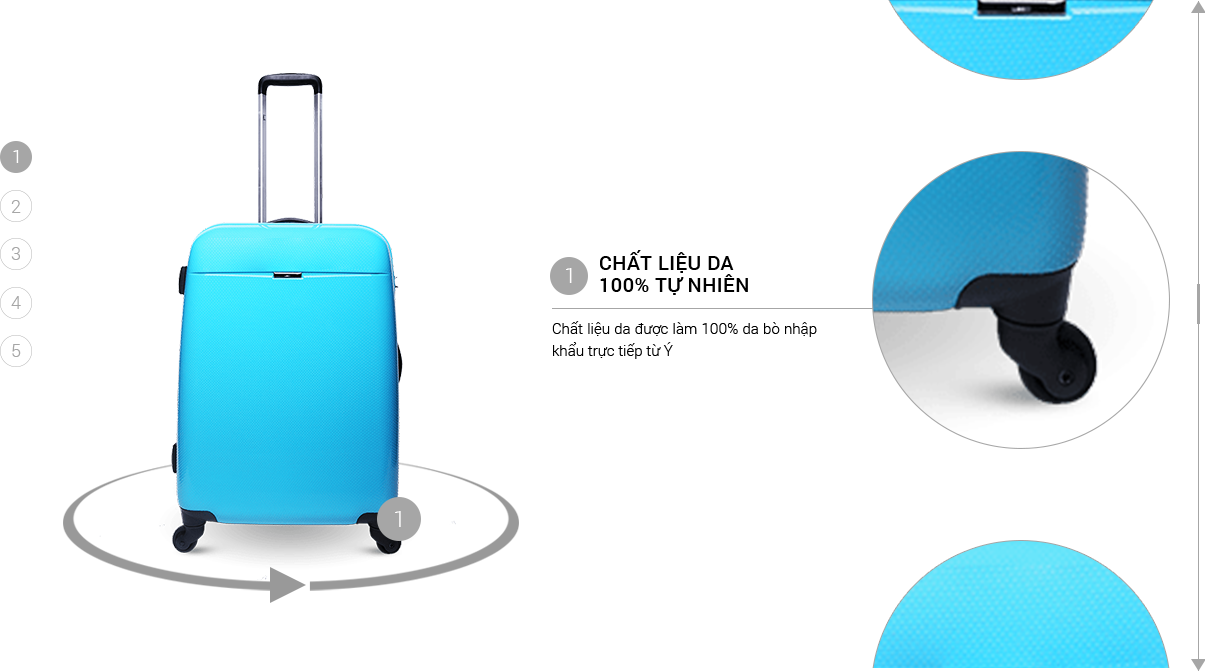 1
2
3
4
5
1
CHẤT LIỆU DA
100% TỰ NHIÊN
Chất liệu da được làm 100% da bò nhập
khẩu trực tiếp từ Ý
1